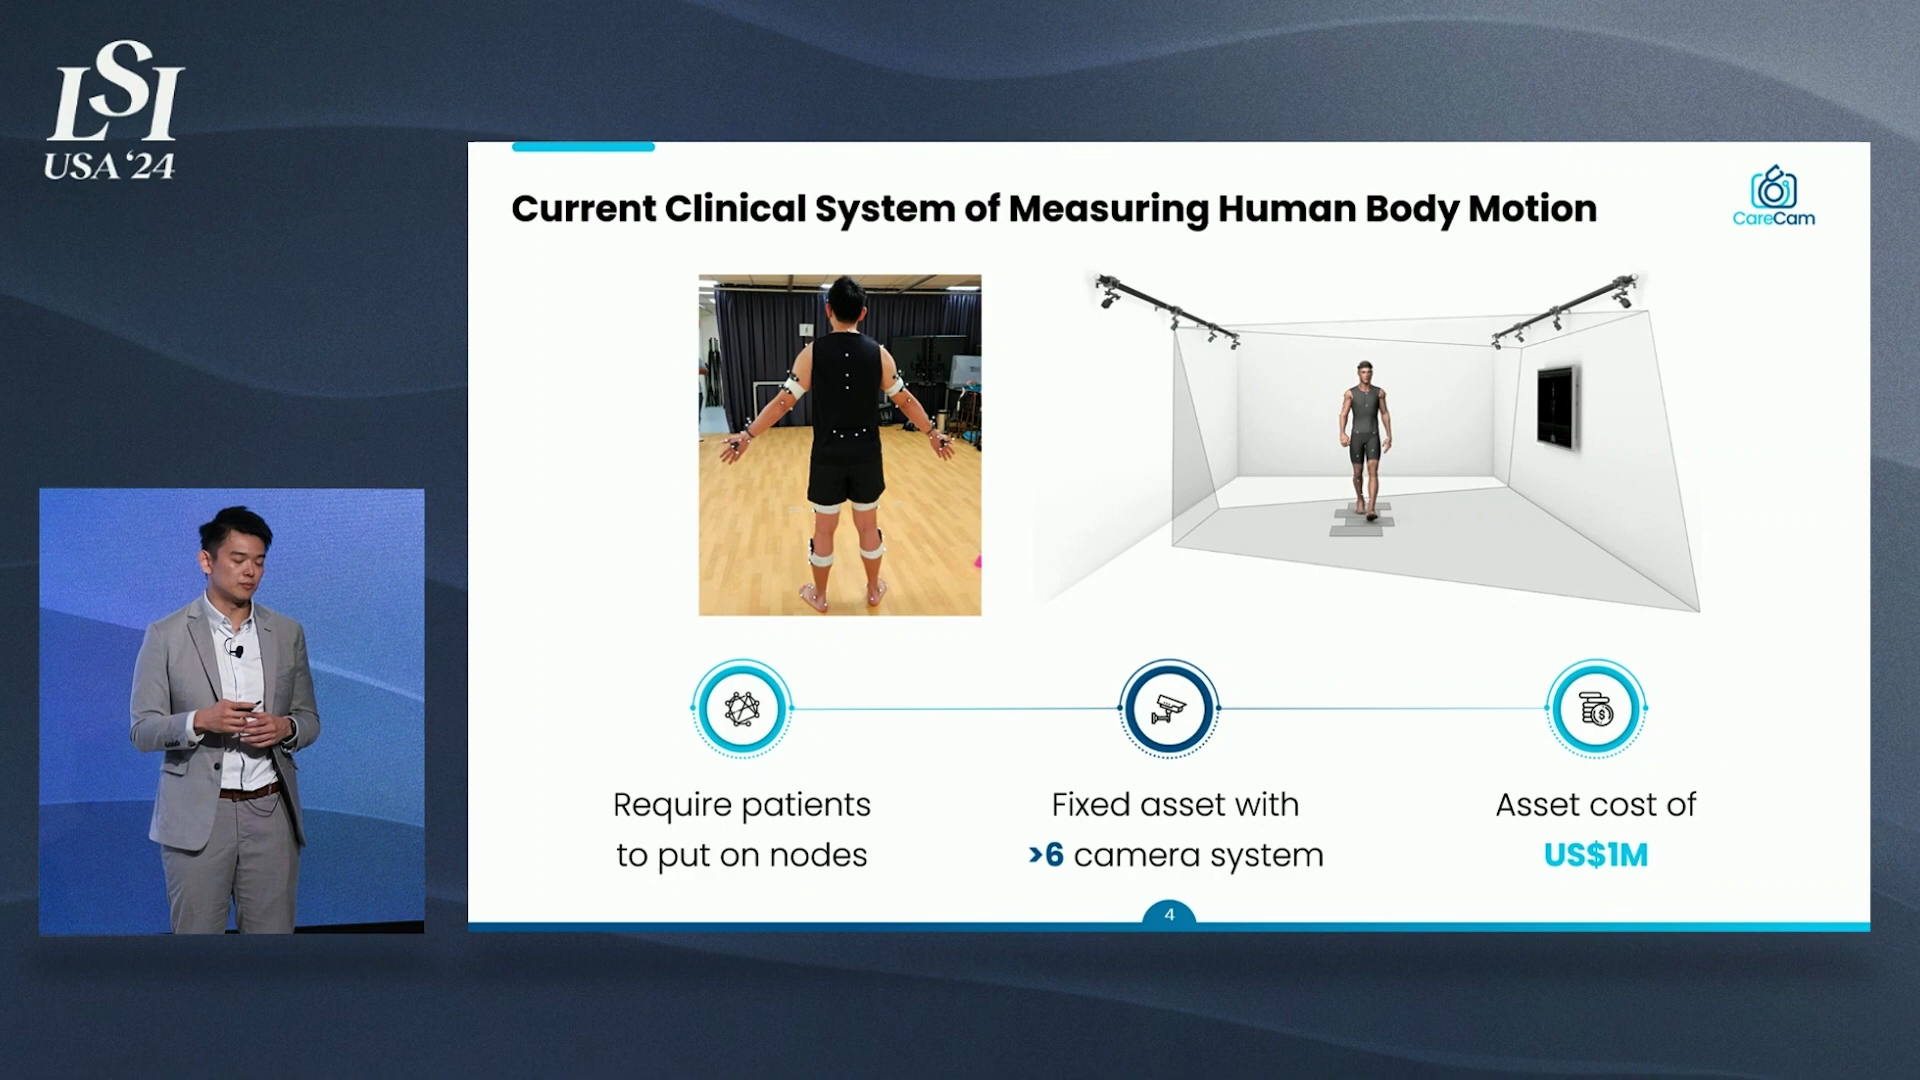 LSI
USA '24
Current Clinical System of Measuring Human Body Motion
CareCam
Require patients
to put on nodes
Fixed asset with
>6 camera system
Asset cost of
US$1M
4